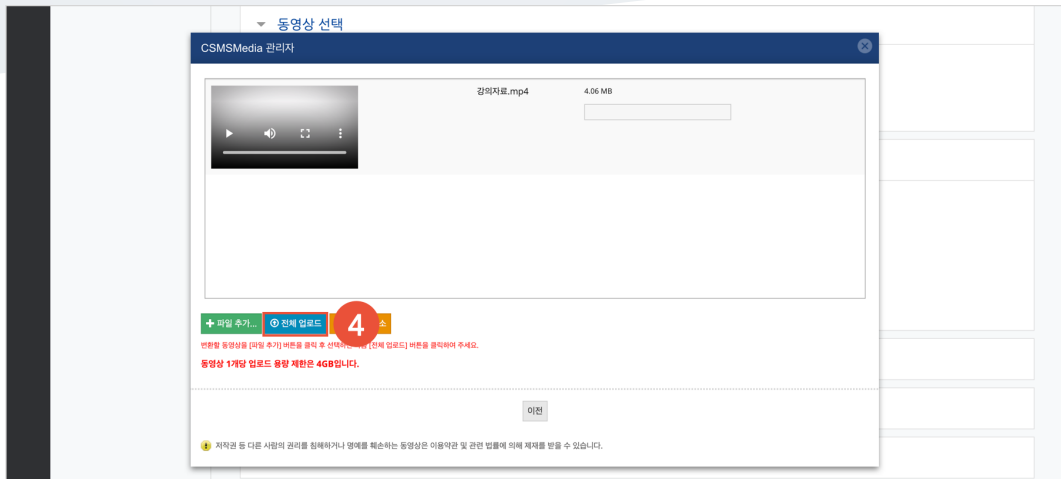 동영상 선택
CSMSMedia 관리자
강의자료.mp4 4.06 MB
파일 추가... 전체 업로드 4 소
변환할 동영상을 [파일 추가] 버튼을 클릭 후 선택하신 [전체 업로드] 버튼을 클릭하여 주세요.
동영상 1개당 업로드 용량 제한은 4GB입니다.
이전
저작권 등 다른 사람의 권리를 침해하거나 명예를 훼손하는 동영상은 이용약관 및 관련 법률에 의해 제재를 받을 수 있습니다.